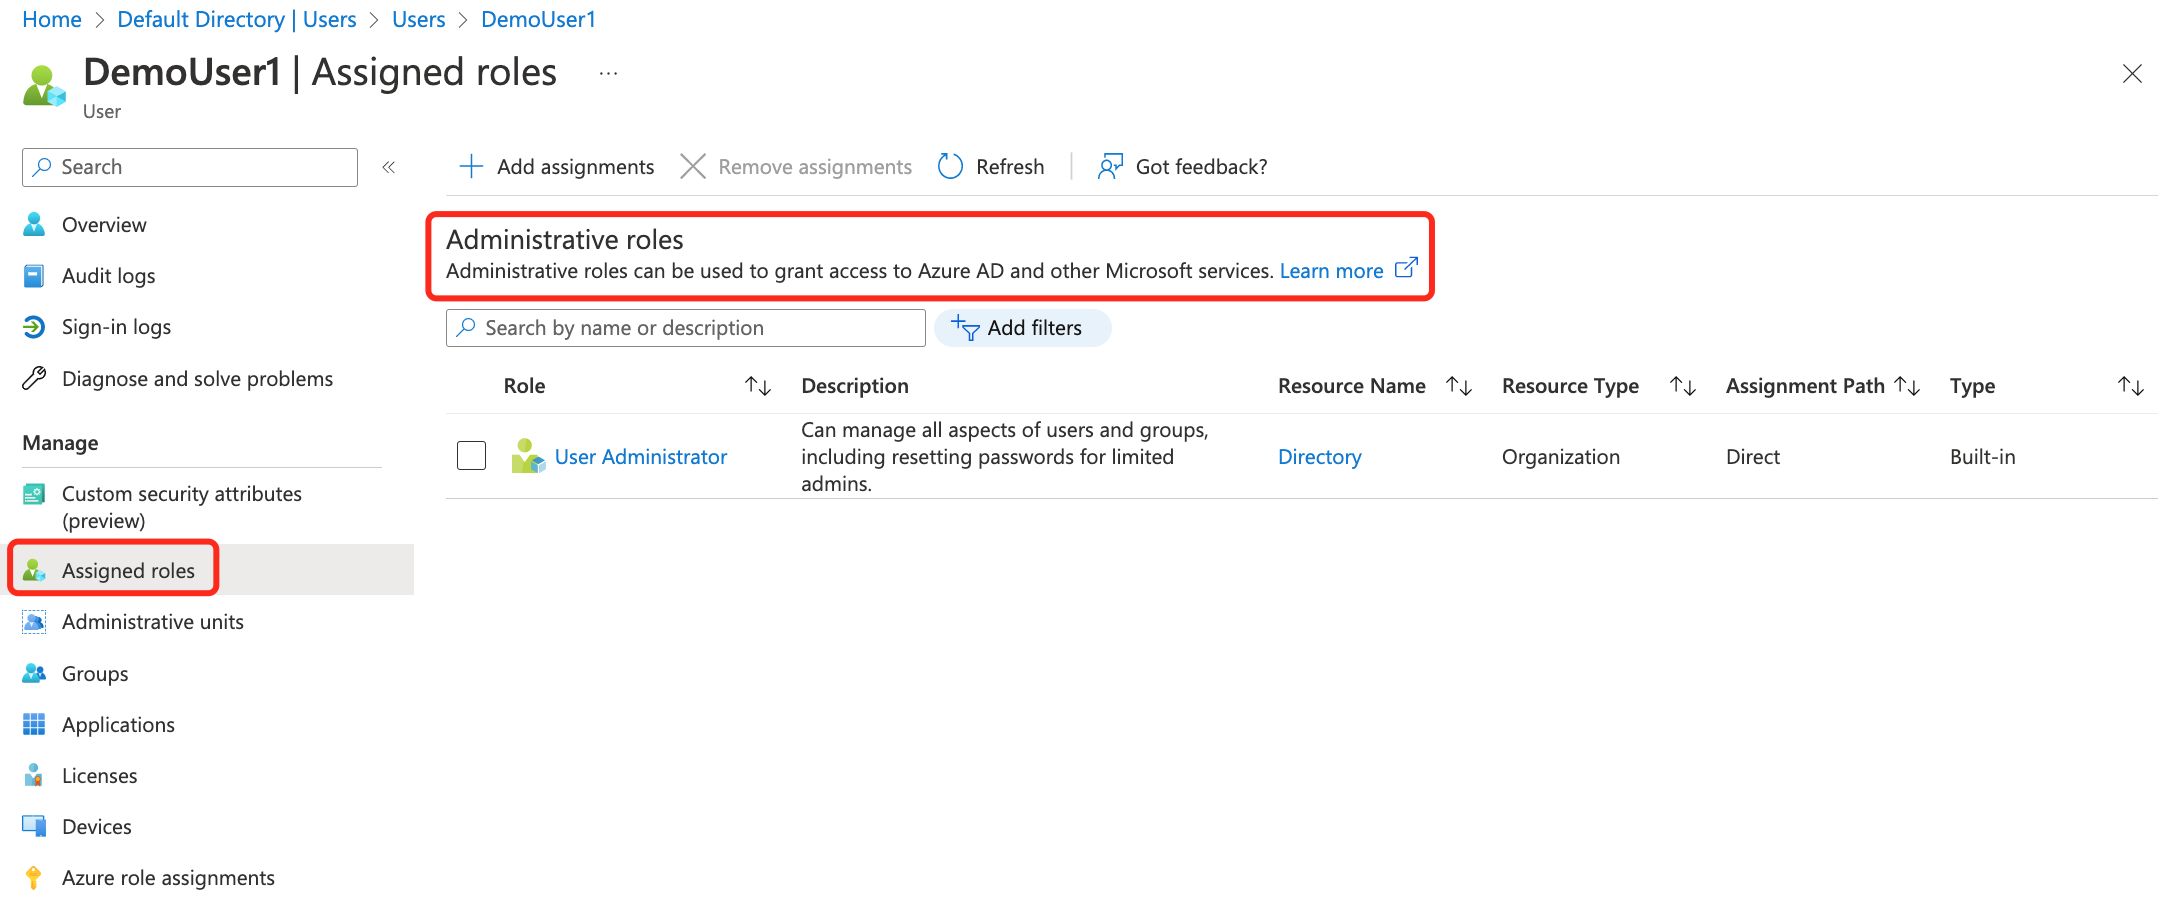 Home > Default Directory | Users > Users > DemoUser1
DemoUser1 | Assigned roles ...
User
Search «
Add assignments Remove assignments Refresh Got feedback?
Overview
Audit logs
Sign-in logs
Diagnose and solve problems
Manage
Custom security attributes
(preview)
Assigned roles
Administrative units
Groups
Applications
Licenses
Devices
Azure role assignments
Administrative roles
Administrative roles can be used to grant access to Azure AD and other Microsoft services. Learn more
Search by name or description Add filters
Role Description Resource Name Resource Type Assignment Path Type
Can manage all aspects of users and groups,
User Administrator including resetting passwords for limited Directory Organization Direct Built-in
admins.